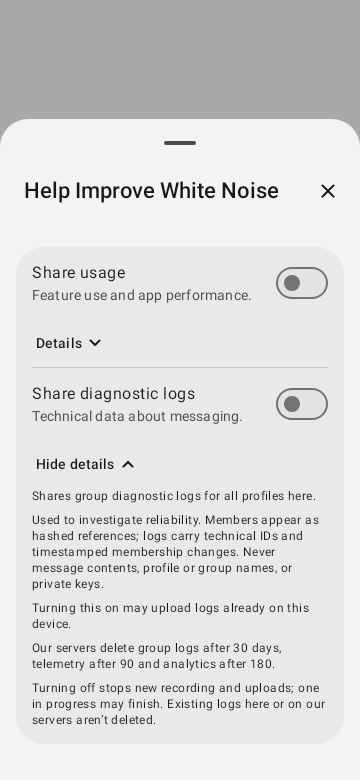 Help Improve White Noise
Share usage
Feature use and app performance.
Details
Share diagnostic logs
Technical data about messaging.
Hide details
Shares group diagnostic logs for all profiles here.
Used to investigate reliability. Members appear as
hashed references; logs carry technical IDs and
timestamped membership changes. Never
message contents, profile or group names, or
private keys.
Turning this on may upload logs already on this
device.
Our servers delete group logs after 30 days,
telemetry after 90 and analytics after 180.
Turning off stops new recording and uploads; one
in progress may finish. Existing logs here or on our
servers aren’t deleted.